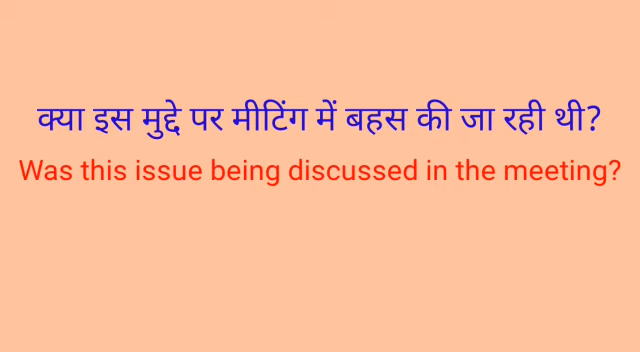 क्या इस मुद्दे पर मीटिंग में बहस की जा रही थी?
Was this issue being discussed in the meeting?